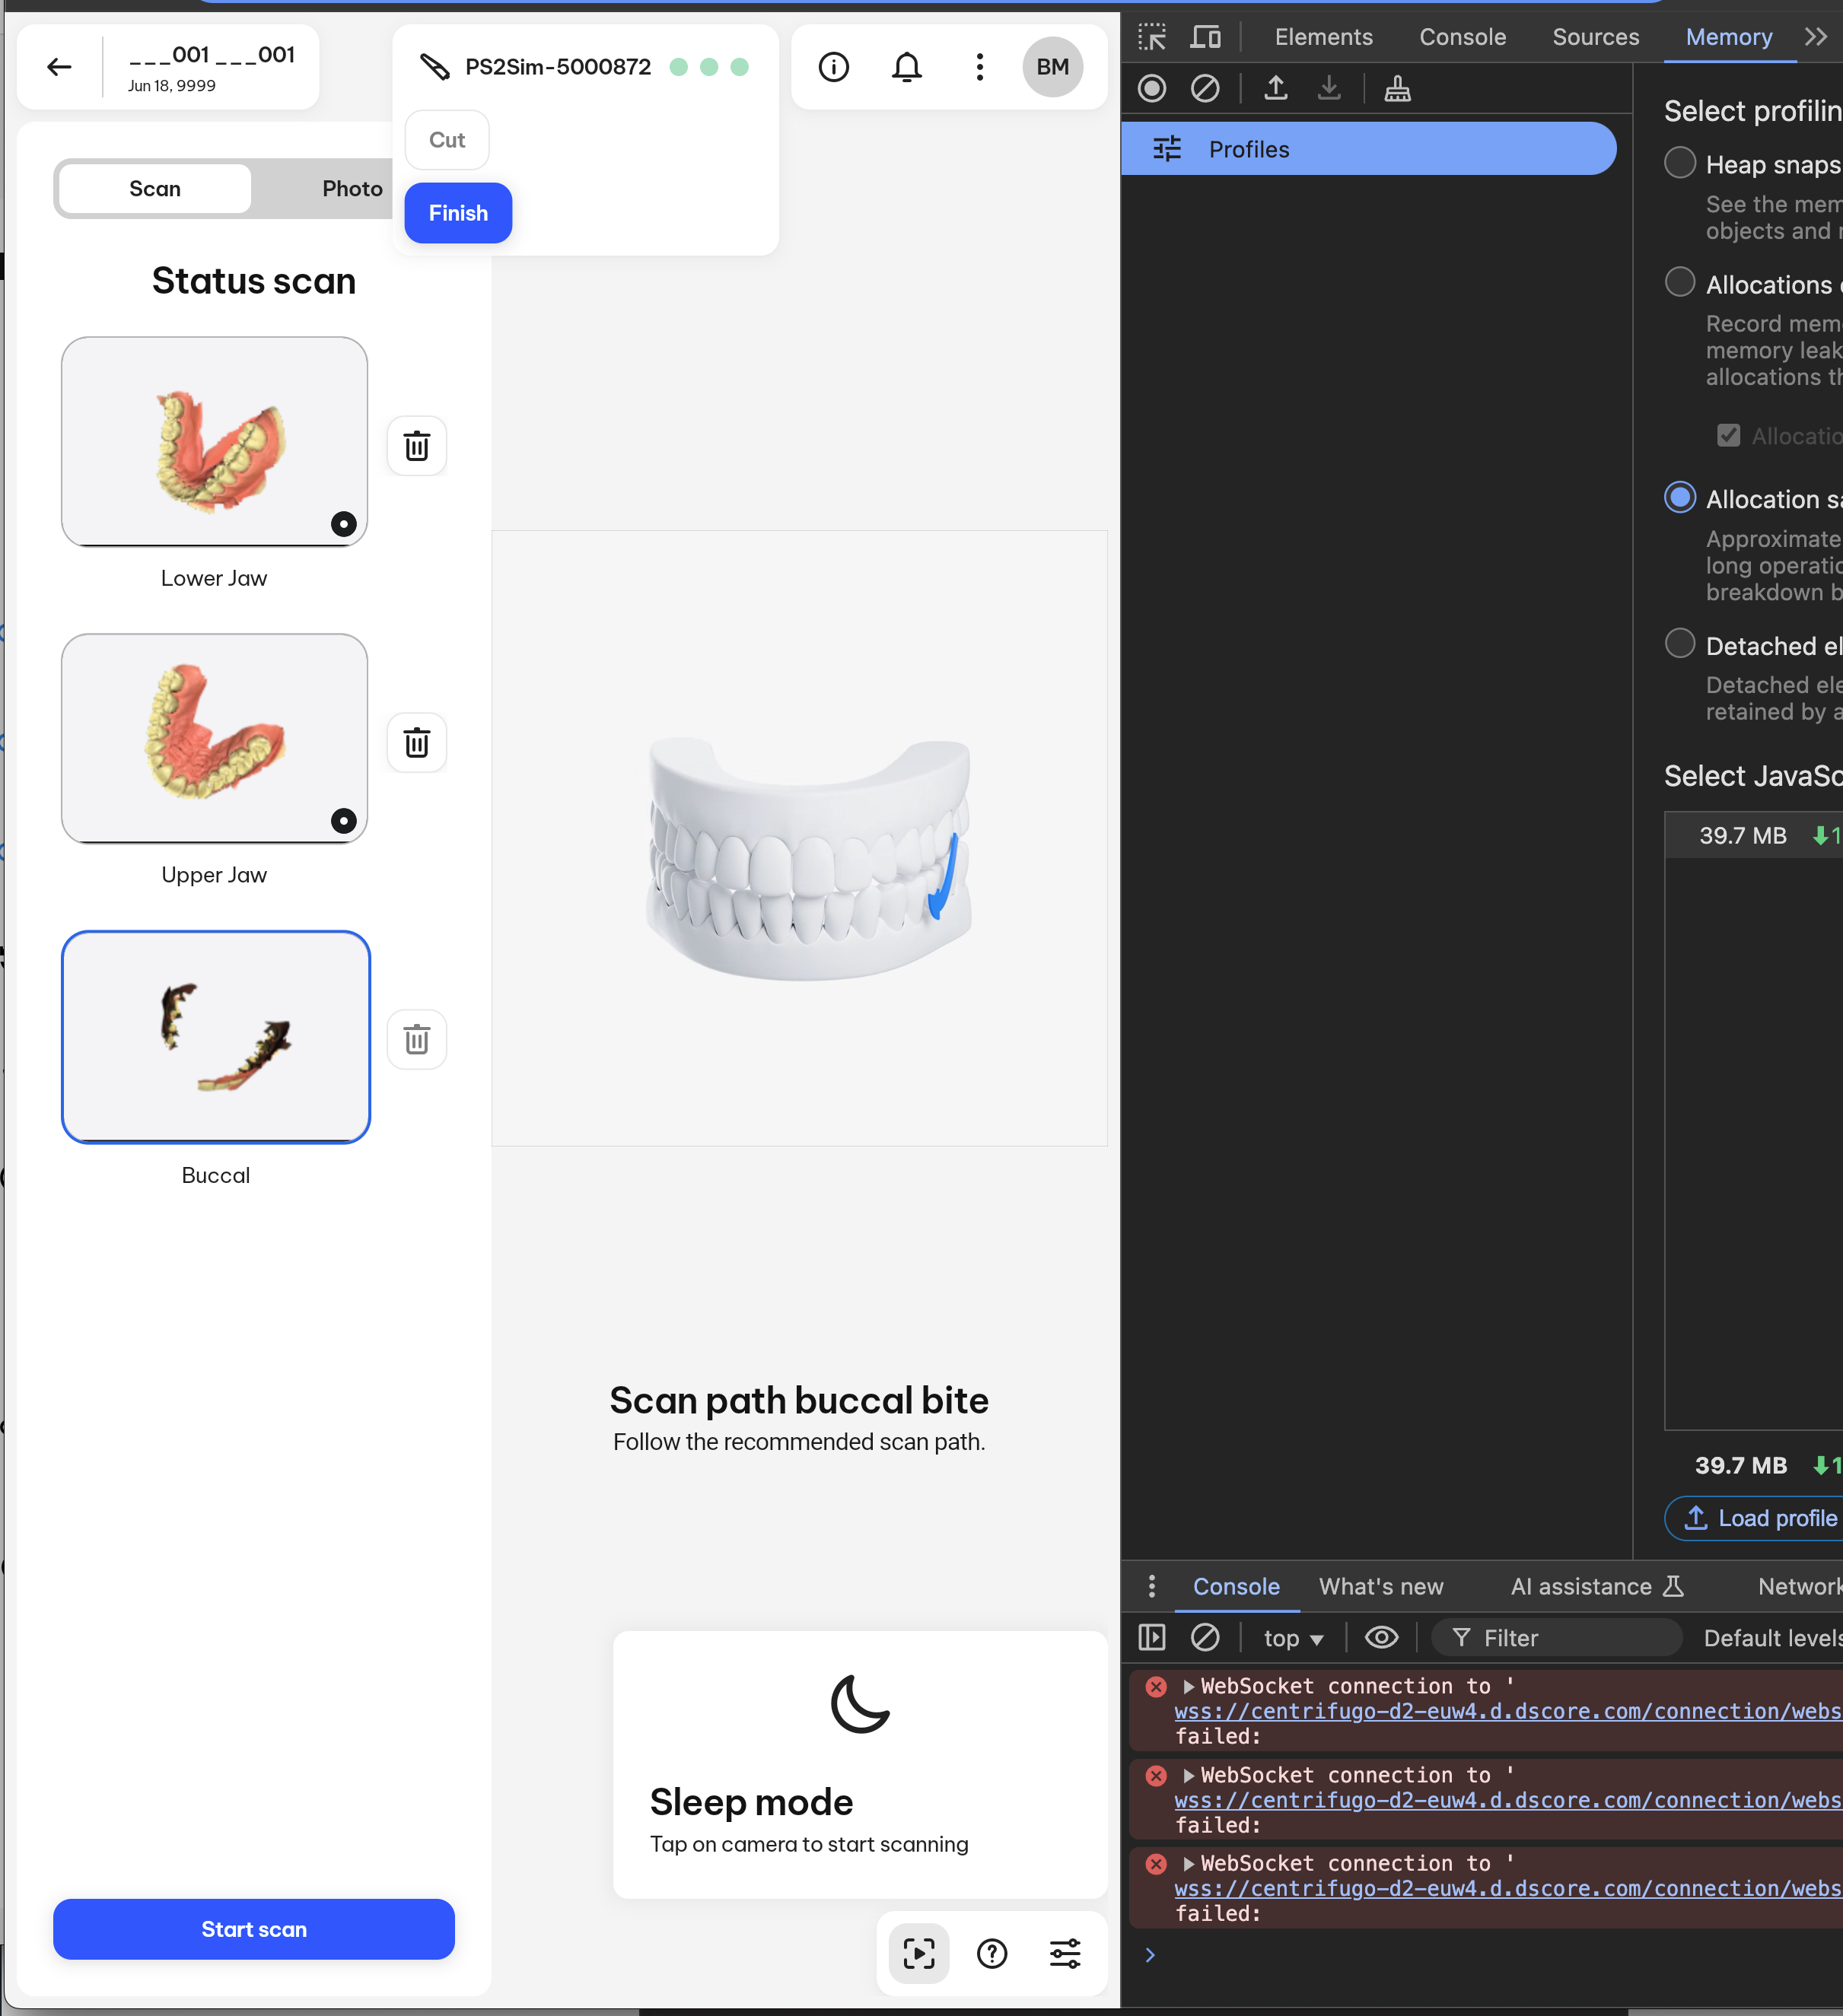 ___001 ___001
Jun 18, 9999
PS2Sim-5000872
BM
Cut
Finish
Scan
Photo
Status scan
Lower Jaw
Upper Jaw
Buccal
Scan path buccal bite
Follow the recommended scan path.
Sleep mode
Tap on camera to start scanning
Start scan
Elements
Console
Sources
Memory
Profiles
Select profilin
Heap snaps
See the mem
objects and r
Allocations
Record mem
memory leak
allocations th
Allocatio
Allocation sa
Approximate
long operatio
breakdown b
Detached el
Detached ele
retained by a
Select JavaSc
39.7 MB 1
39.7 MB 1
Load profile
Console
What's new
AI assistance
Network
top
Filter
Default levels
WebSocket connection to '
wss://centrifugo-d2-euw4.d.dscore.com/connection/webs
failed:
WebSocket connection to '
wss://centrifugo-d2-euw4.d.dscore.com/connection/webs
failed:
WebSocket connection to '
wss://centrifugo-d2-euw4.d.dscore.com/connection/webs
failed: